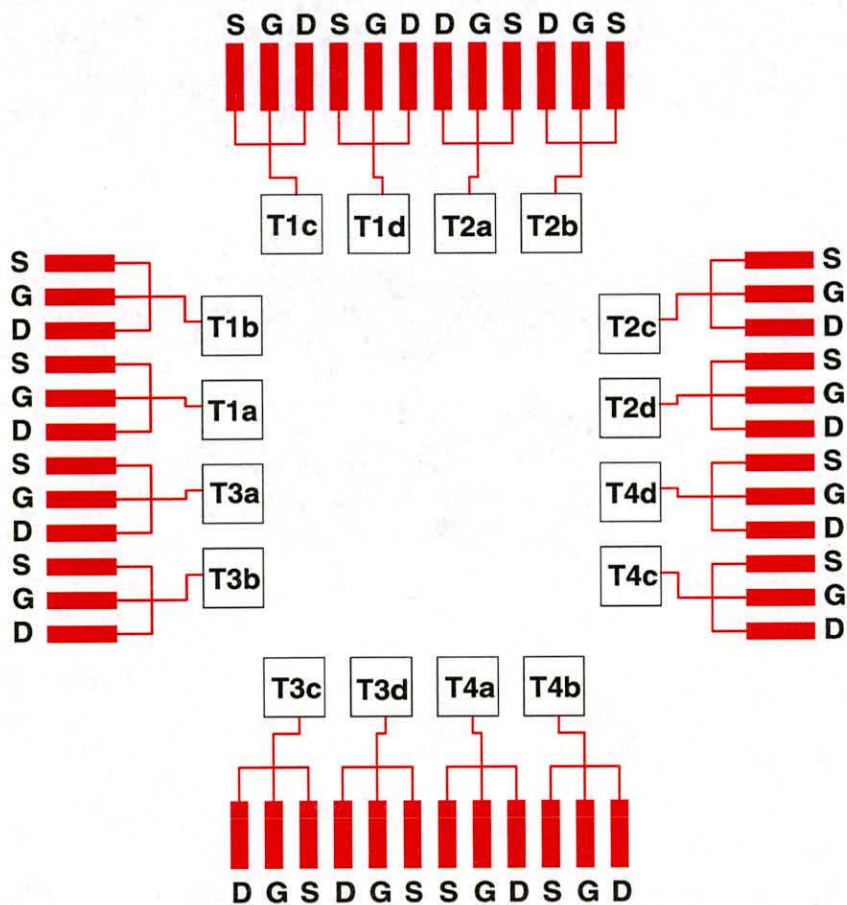 S G D S G D D G S D G S
T1c T1d T2a T2b
S
G
D
S
G
D
S
G
D
S
G
D
T1b
T1a
T3a
T3b
T2c
T2d
T4d
T4c
S
G
D
S
G
D
S
G
D
S
G
D
T3c T3d T4a T4b
D G S D G S S G D S G D